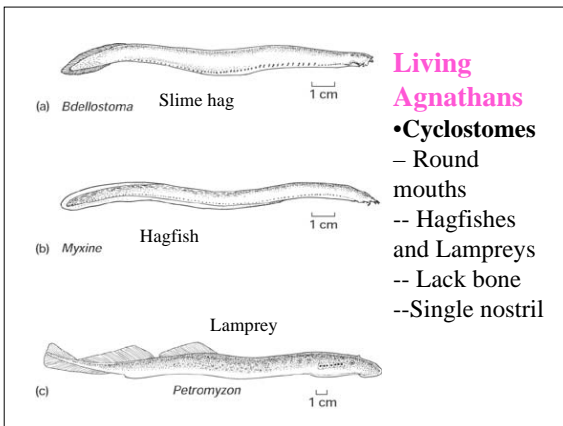 (a) Bdellostoma
Slime hag
1 cm
(b) Myxine
Hagfish
1 cm
Lamprey
(c)
Petromyzon
1 cm
Living
Agnathans
•Cyclostomes
– Round
mouths
-- Hagfishes
and Lampreys
-- Lack bone
--Single nostril